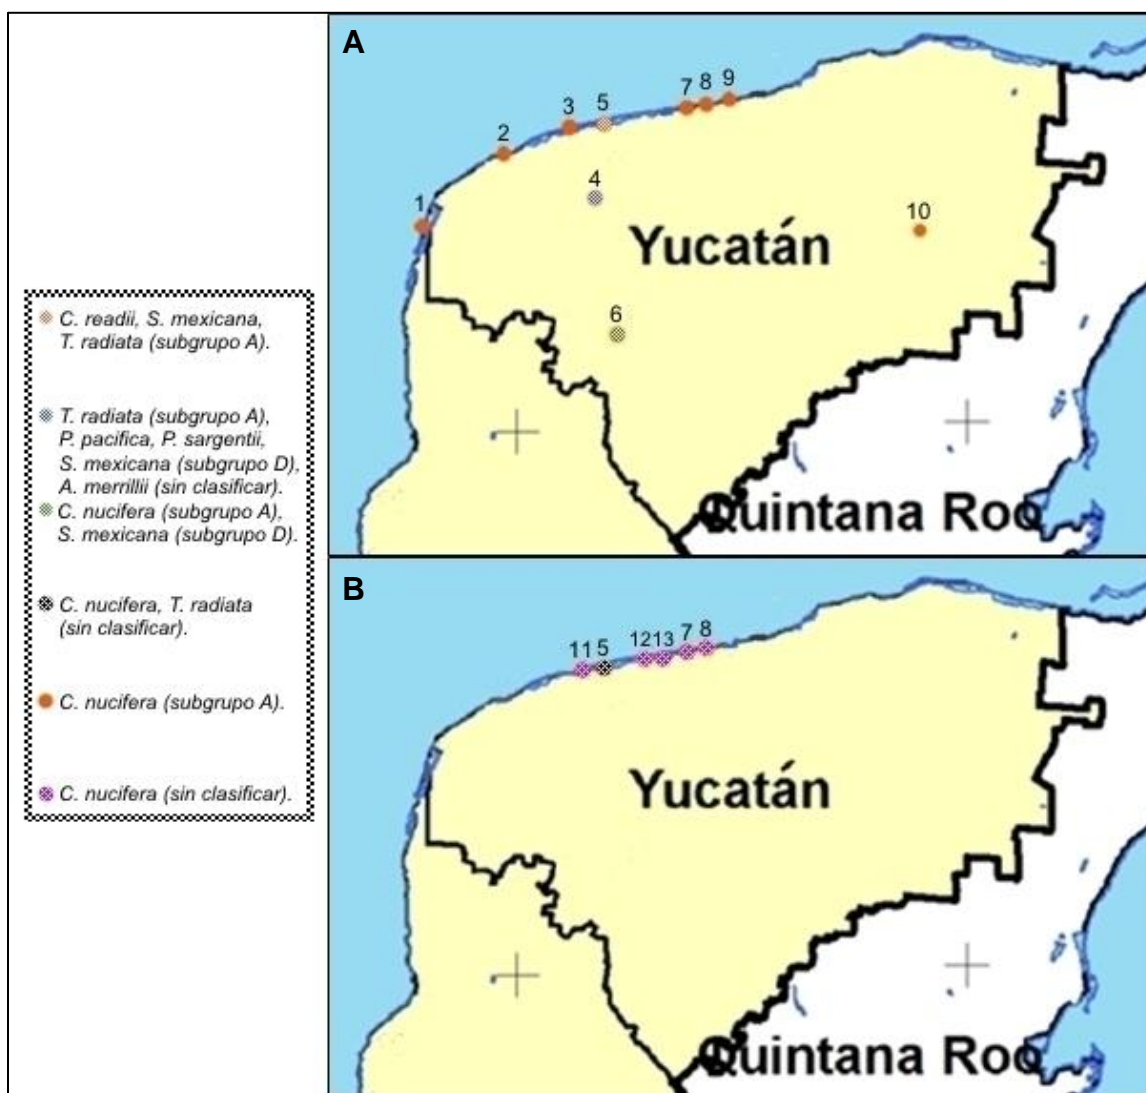 C. readii, S. mexicana,
T. radiata (subgrupo A).
T. radiata (subgrupo A),
P. pacifica, P. sargentii,
S. mexicana (subgrupo D),
A. merrillii (sin clasificar).
C. nucifera (subgrupo A),
S. mexicana (subgrupo D).
C. nucifera, T. radiata
(sin clasificar).
C. nucifera (subgrupo A).
C. nucifera (sin clasificar).
A
1
2
3
5
7 8 9
4
10
Yucatán
6
Quintana Roo
B
11 5 12 13 7 8
Yucatán
Quintana Roo